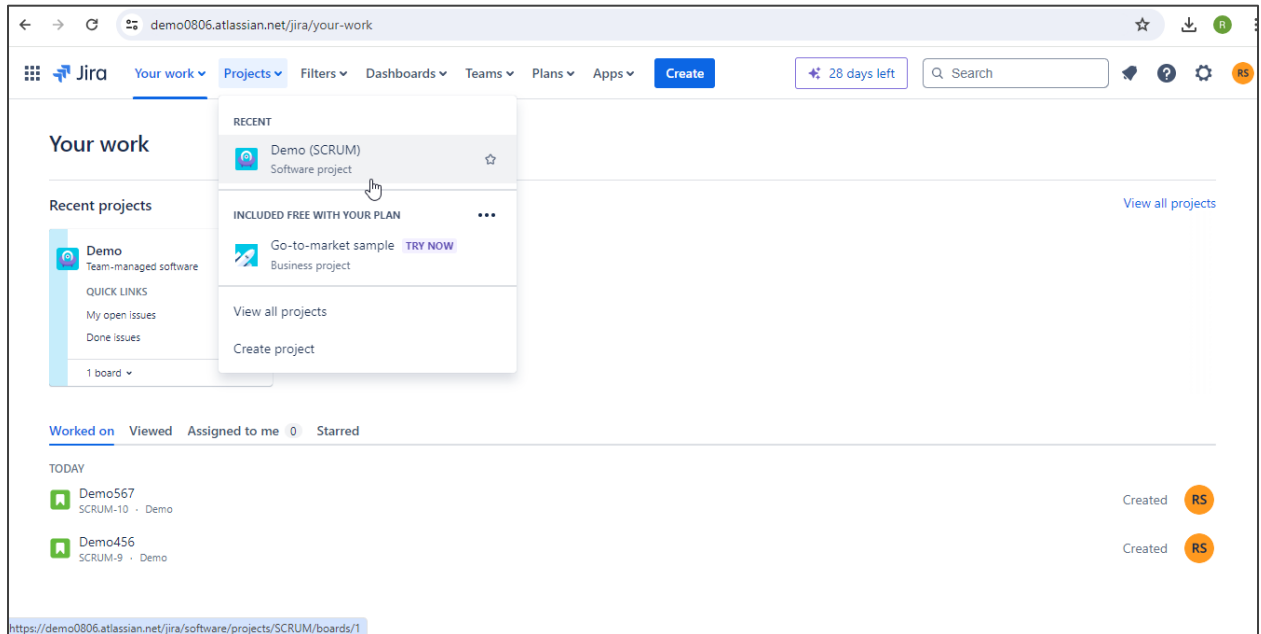 demo0806.atlassian.net/jira/your-work
R
Jira Your work Projects Filters Dashboards Teams Plans Apps Create 28 days left Search RS
RECENT
Demo (SCRUM)
Software project
INCLUDED FREE WITH YOUR PLAN
Go-to-market sample TRY NOW
Business project
View all projects
Create project
Your work
Recent projects
View all projects
Demo
Team-managed software
QUICK LINKS
My open issues
Done issues
1 board
Worked on Viewed Assigned to me 0 Starred
TODAY
Demo567
SCRUM-10 · Demo
Created RS
Demo456
SCRUM-9 · Demo
Created RS
https://demo0806.atlassian.net/jira/software/projects/SCRUM/boards/1